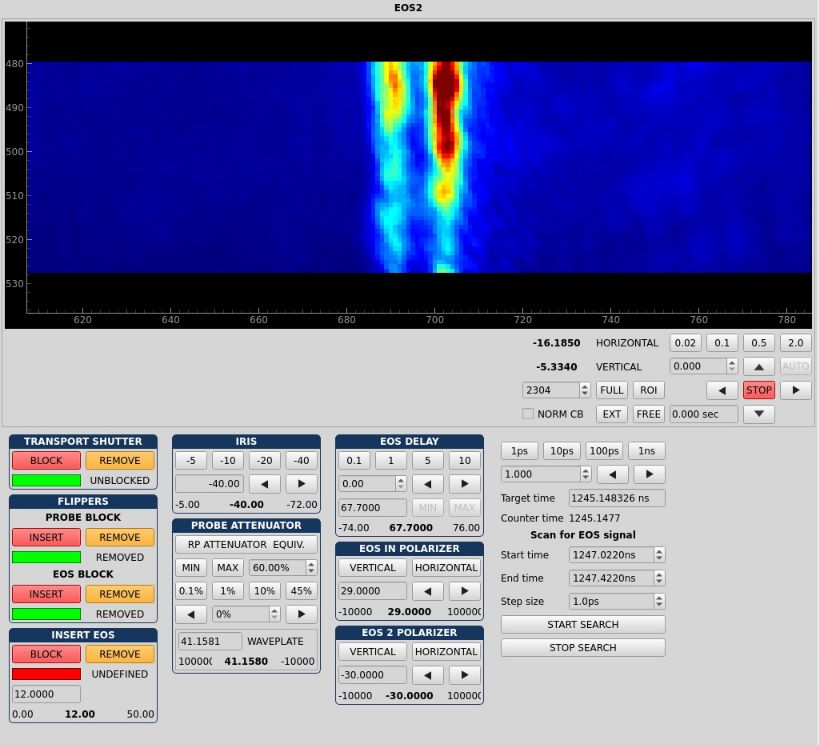 EOS2
480
490
500
510
520
530
620 640 660 680 700 720 740 760 780
-16.1850 HORIZONTAL 0.02 0.1 0.5 2.0
-5.3340 VERTICAL 0.000 AUTO
2304 FULL ROI STOP
NORM CB EXT FREE 0.000 sec
TRANSPORT SHUTTER
BLOCK REMOVE
UNBLOCKED
FLIPPERS
PROBE BLOCK
INSERT REMOVE
REMOVED
EOS BLOCK
INSERT REMOVE
REMOVED
INSERT EOS
BLOCK REMOVE
UNDEFINED
12.0000
0.00 12.00 50.00
IRIS
-5 -10 -20 -40
-40.00
-5.00 -40.00 -72.00
PROBE ATTENUATOR
RP ATTENUATOR EQUIV.
MIN MAX 60.00%
0.1% 1% 10% 45%
0%
41.1581 WAVEPLATE
10000( 41.1580 -10000
EOS DELAY
0.1 1 5 10
0.00
67.7000 MIN MAX
-74.00 67.7000 76.00
EOS IN POLARIZER
VERTICAL HORIZONTAL
29.0000
-10000 29.0000 10000(
EOS 2 POLARIZER
VERTICAL HORIZONTAL
-30.0000
-10000 -30.0000 10000(
1ps 10ps 100ps 1ns
1.000
Target time 1245.148326 ns
Counter time 1245.1477
Scan for EOS signal
Start time 1247.0220ns
End time 1247.4220ns
Step size 1.0ps
START SEARCH
STOP SEARCH